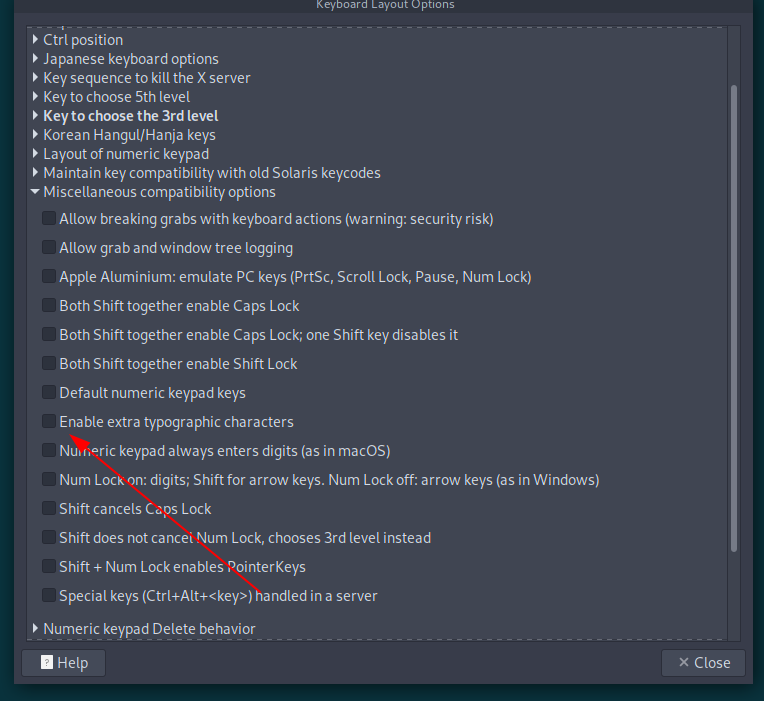 Keyboard Layout Options
Ctrl position
Japanese keyboard options
Key sequence to kill the X server
Key to choose 5th level
Key to choose the 3rd level
Korean Hangul/Hanja keys
Layout of numeric keypad
Maintain key compatibility with old Solaris keycodes
Miscellaneous compatibility options
Allow breaking grabs with keyboard actions (warning: security risk)
Allow grab and window tree logging
Apple Aluminium: emulate PC keys (PrtSc, Scroll Lock, Pause, Num Lock)
Both Shift together enable Caps Lock
Both Shift together enable Caps Lock; one Shift key disables it
Both Shift together enable Shift Lock
Default numeric keypad keys
Enable extra typographic characters
Numeric keypad always enters digits (as in macOS)
Num Lock on: digits; Shift for arrow keys. Num Lock off: arrow keys (as in Windows)
Shift cancels Caps Lock
Shift does not cancel Num Lock, chooses 3rd level instead
Shift + Num Lock enables PointerKeys
Special keys (Ctrl+Alt+<key>) handled in a server
Numeric keypad Delete behavior
? Help
× Close